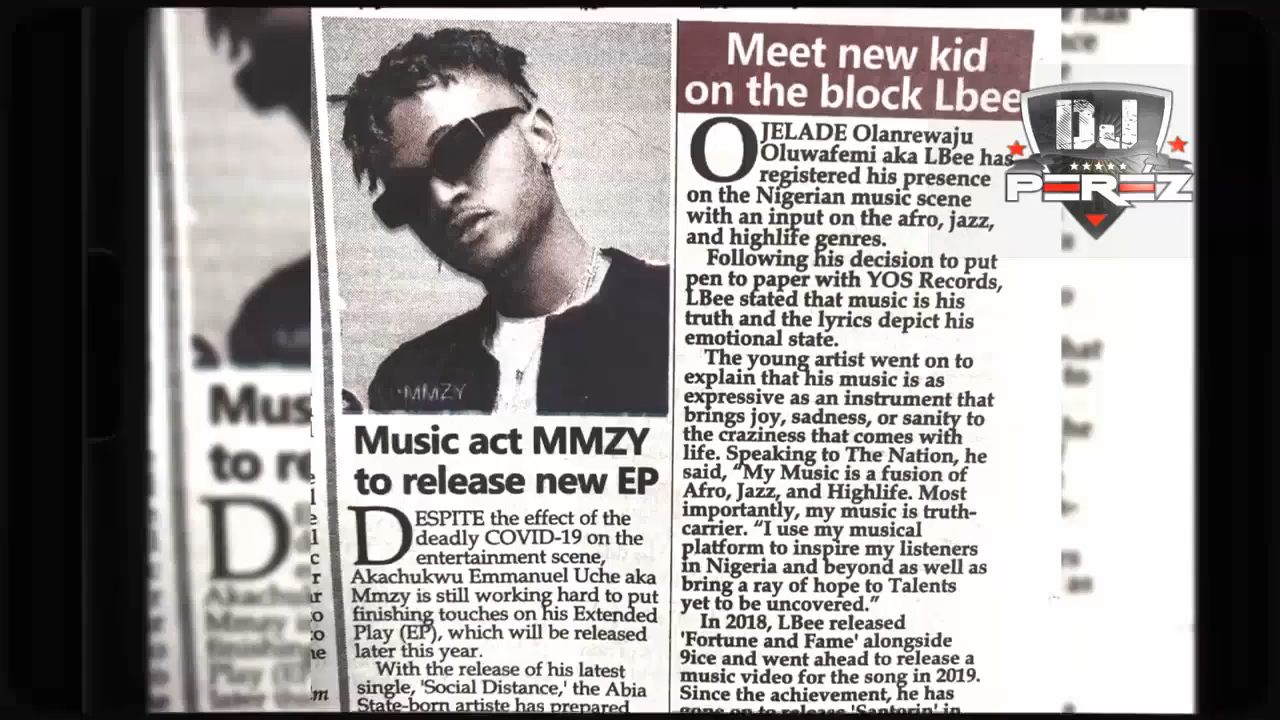 MMZY
Music act MMZY
to release new EP
DESPITE the effect of the
deadly COVID-19 on the
entertainment scene,
Akachukwu Emmanuel Uche aka
Mmzy is still working hard to put
finishing touches on his Extended
Play (EP), which will be released
later this year.
With the release of his latest
single, 'Social Distance,' the Abia
State-born artiste has prepared
Meet new kid
on the block Lbee
OJELADE Olanrewaju
Oluwafemi aka LBee has
registered his presence
on the Nigerian music scene
with an input on the afro, jazz,
and highlife genres.
Following his decision to put
pen to paper with YOS Records,
LBee stated that music is his
truth and the lyrics depict his
emotional state.
The young artist went on to
explain that his music is as
expressive as an instrument that
brings joy, sadness, or sanity to
the craziness that comes with
life. Speaking to The Nation, he
said, “My Music is a fusion of
Afro, Jazz, and Highlife. Most
importantly, my music is truth-
carrier. “I use my musical
platform to inspire my listeners
in Nigeria and beyond as well as
bring a ray of hope to Talents
yet to be uncovered.”
In 2018, LBee released
'Fortune and Fame' alongside
9ice and went ahead to release a
music video for the song in 2019.
Since the achievement, he has
gone on to release 'Santorin' in
DJ
PEREZ
Mus
to re
D